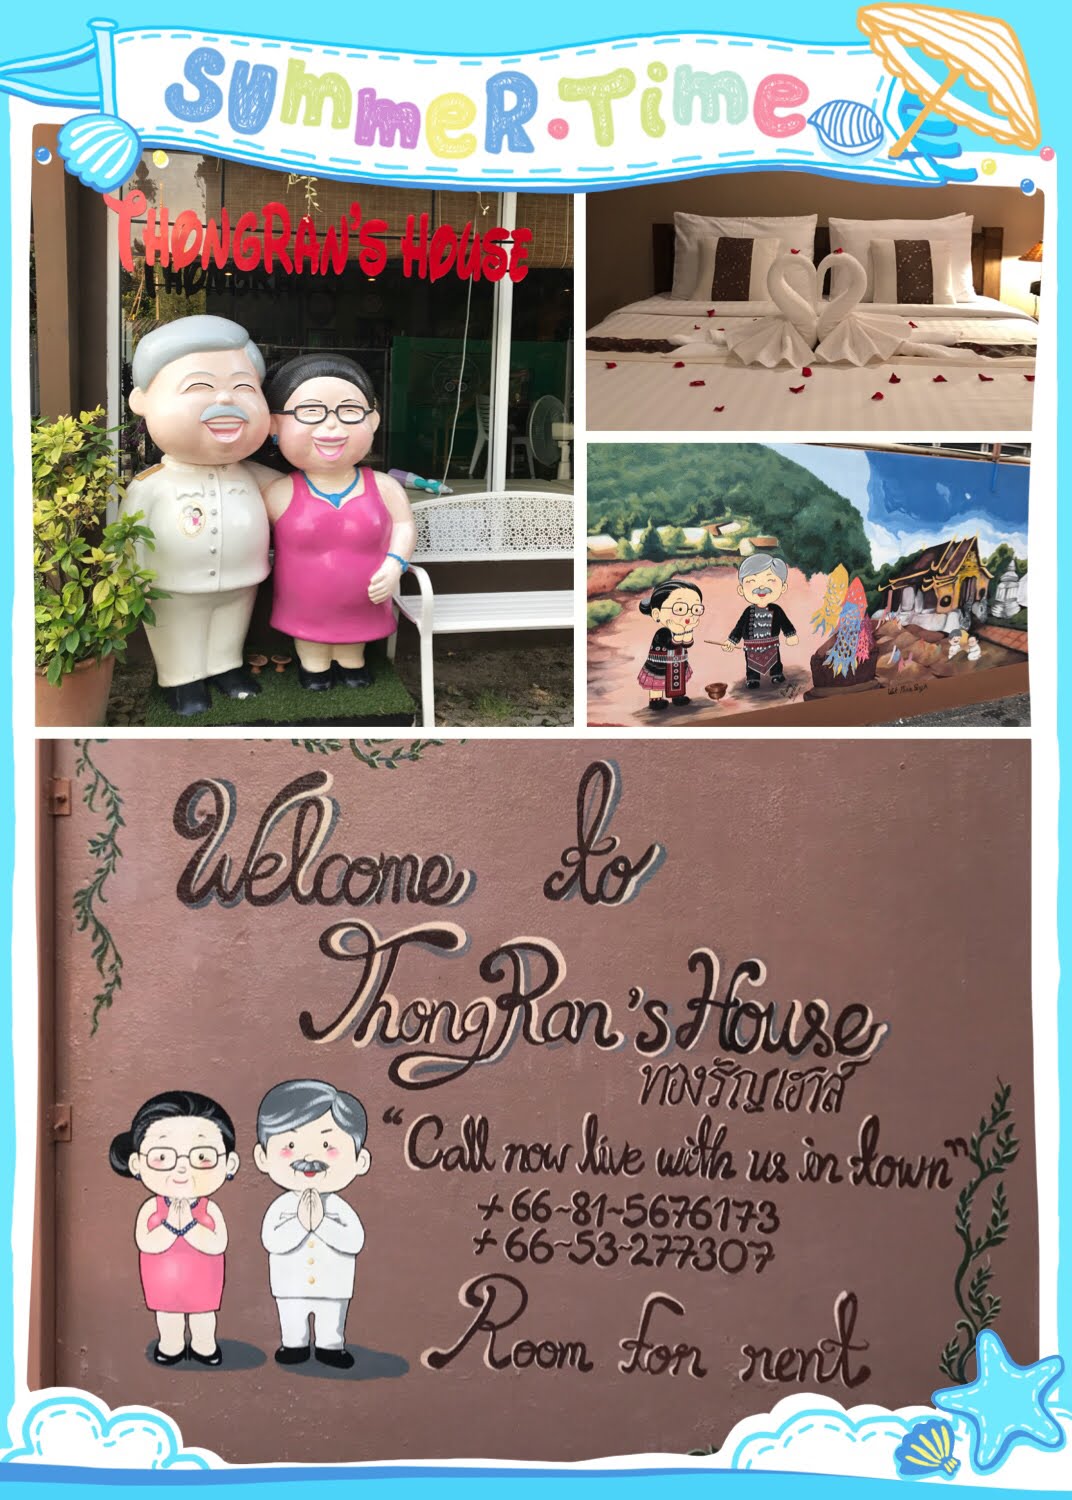 SUMMER·TIME
THONGRAN'S HOUSE
Welcome to
ThongRan's House
ทองรัญเฮาส์
"Call now live with us in town"
+66-81-5676173
+66-53-277307
Room for rent